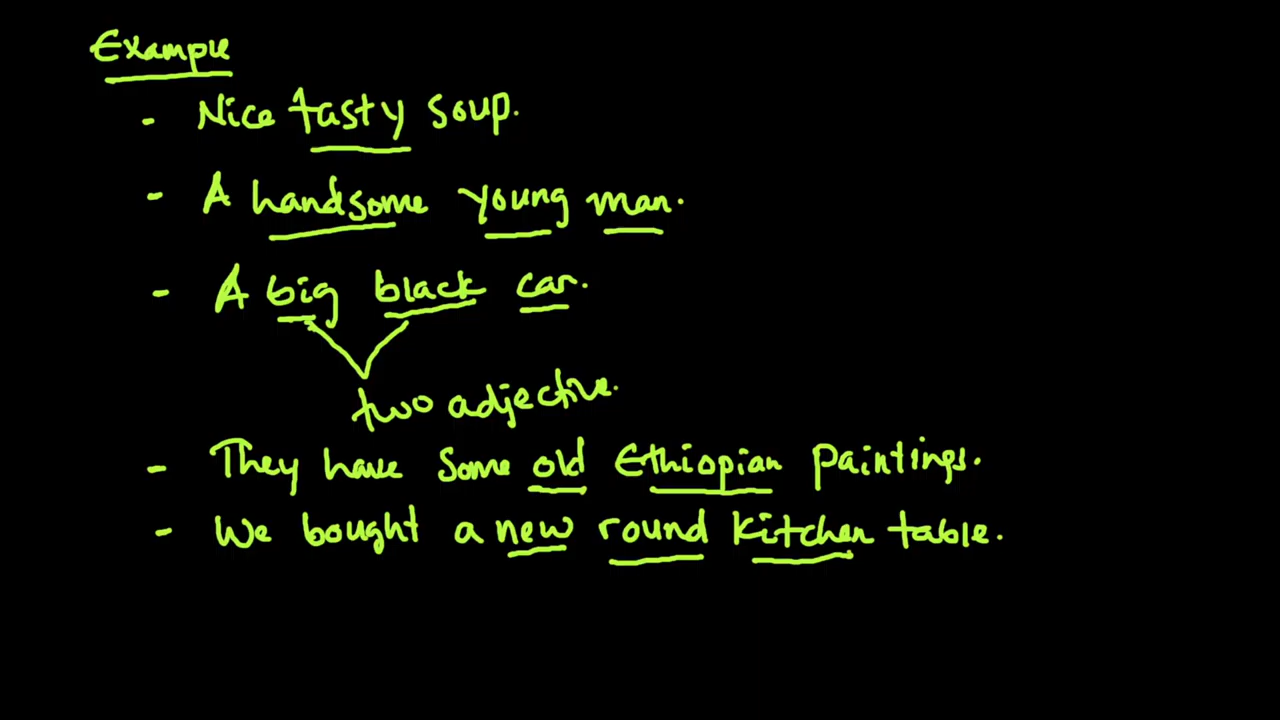 Example
- Nice tasty soup.
- A handsome young man.
- A big black car.
two adjective.
- They have some old Ethiopian paintings.
- We bought a new round kitchen table.